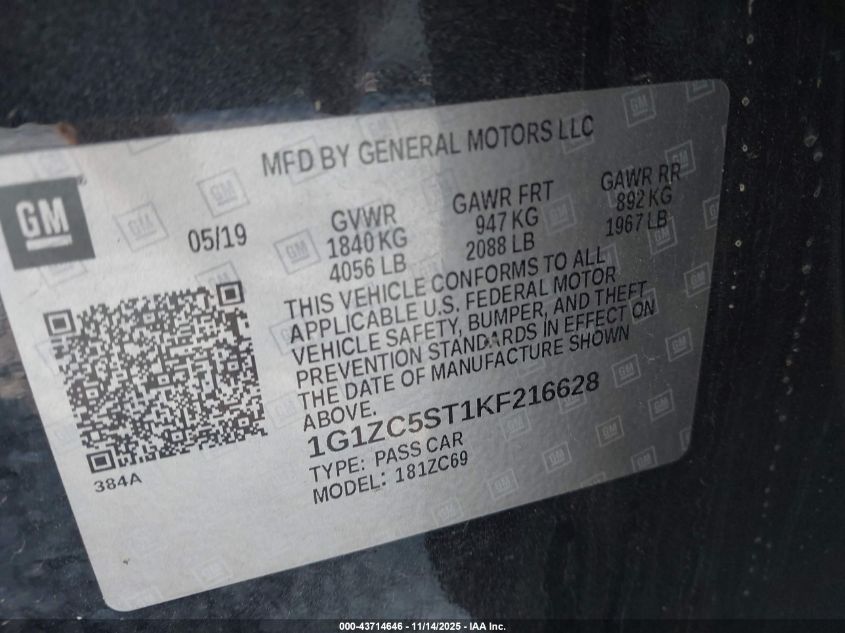 MFD BY GENERAL MOTORS LLC
GM
05/19
GVWR
1840 KG
4056 LB
GAWR FRT
947 KG
2088 LB
GAWR RR
892 KG
1967 LB
THIS VEHICLE CONFORMS TO ALL
APPLICABLE U.S. FEDERAL MOTOR
VEHICLE SAFETY, BUMPER, AND THEFT
PREVENTION STANDARDS IN EFFECT ON
THE DATE OF MANUFACTURE SHOWN
ABOVE.
1G1ZC5ST1KF216628
TYPE: PASS CAR
MODEL: 181ZC69
384A
000-43714646 - 11/14/2025 - IAA Inc.